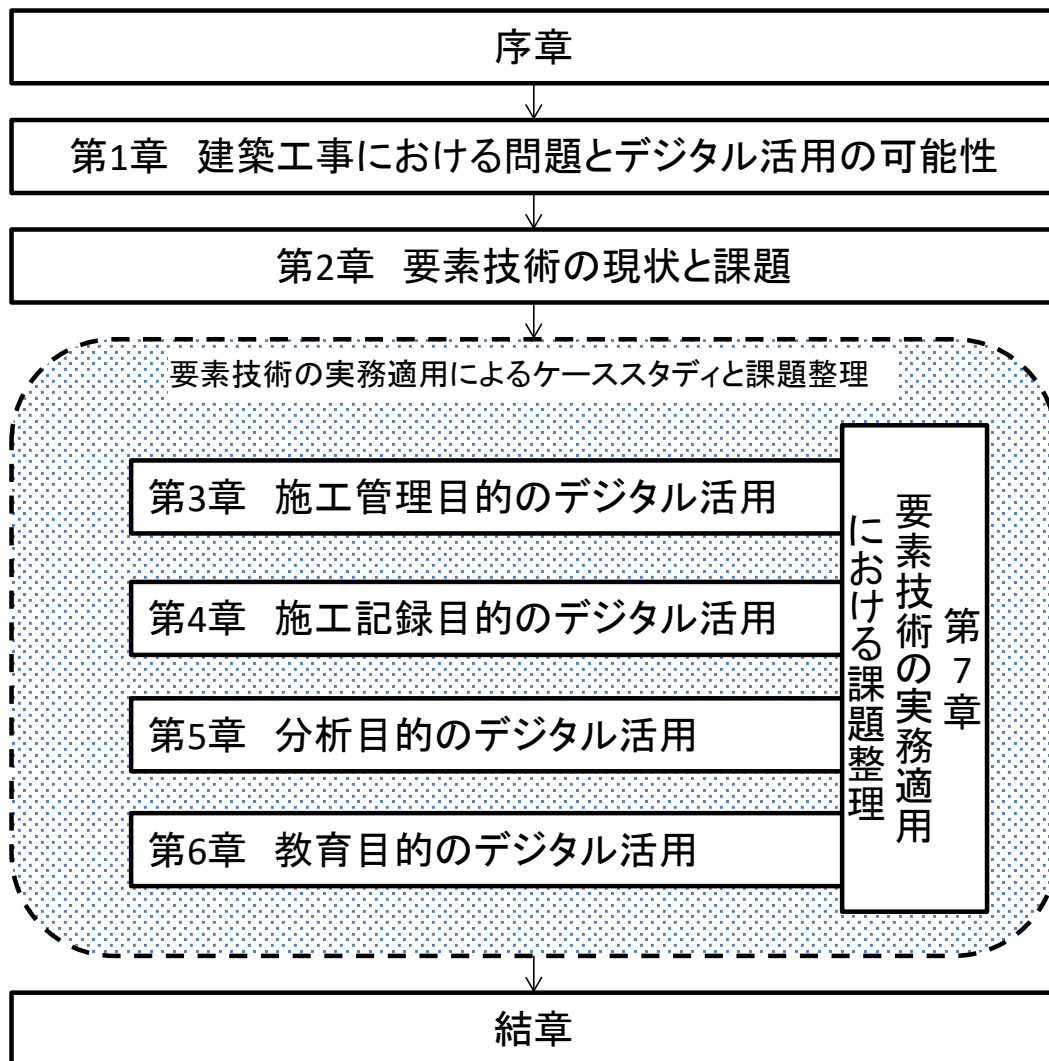 序章
第1章 建築工事における問題とデジタル活用の可能性
第2章 要素技術の現状と課題
要素技術の実務適用によるケーススタディと課題整理
第3章 施工管理目的のデジタル活用
第4章 施工記録目的のデジタル活用
第5章 分析目的のデジタル活用
第6章 教育目的のデジタル活用
第7章
要素技術の実務適用
における課題整理
結章